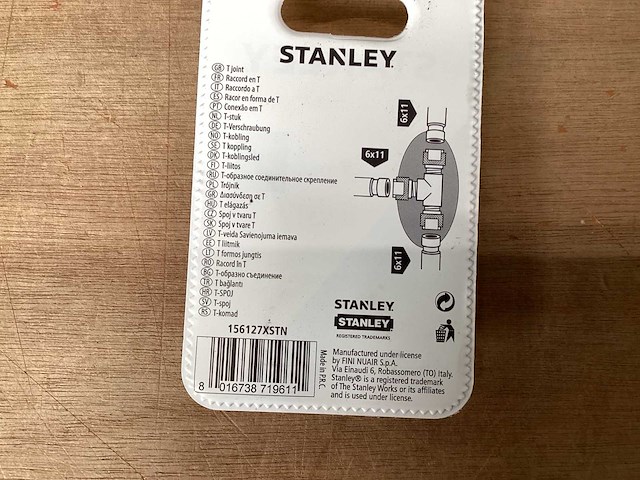 STANLEY
GB T joint
FR Raccord en T
IT Raccordo a T
ES Racor en forma de T
PT Conexão em T
NL T-stuk
DE T-Verschraubung
NO T-kobling
SE T koppling
DK T-koblingsled
FI T-liitos
RU T-образное соединительное скрепление
PL Trójnik
GR Διασύνδεση σε T
HU T elágazás
CZ Spoj v tvaru T
SK Spoj v tvare T
LV T-veida Savienojuma iemava
EE T liitmik
LT T formos jungtis
RO Racord în T
BG T-образно съединение
TR T bağlantı
HR T-SPOJ
SV T-spoj
RS T-komad
6x11
6x11
6x11
156127XSTN
8 016738 719611
Made in P.R.C.
STANLEY
STANLEY
REGISTERED TRADEMARKS
Manufactured under license
by FINI NUAIR S.p.A.
Via Einaudi 6, Robassomero (TO) Italy.
Stanley® is a registered trademark
of The Stanley Works or its affiliates
and is used under license.